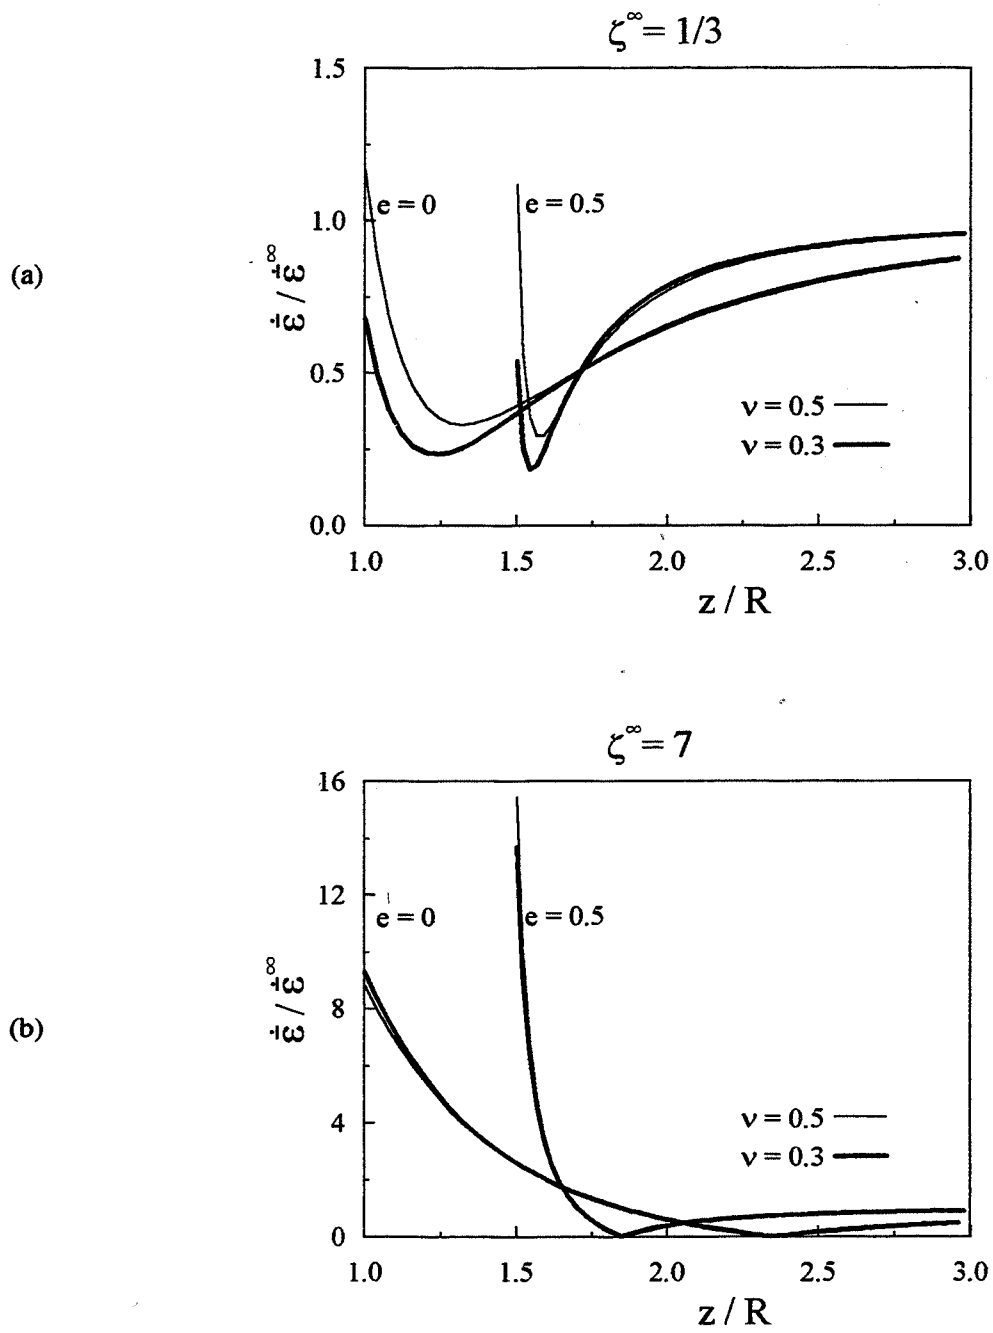 ζ∞= 1/3
1.5
1.0
0.5
0.0
e = 0
e = 0.5
(a)
ε̇ / ε̇∞
ν = 0.5
ν = 0.3
1.0 1.5 2.0 2.5 3.0
z / R
ζ∞= 7
16
12
8
4
0
e = 0
e = 0.5
(b)
ε̇ / ε̇∞
ν = 0.5
ν = 0.3
1.0 1.5 2.0 2.5 3.0
z / R